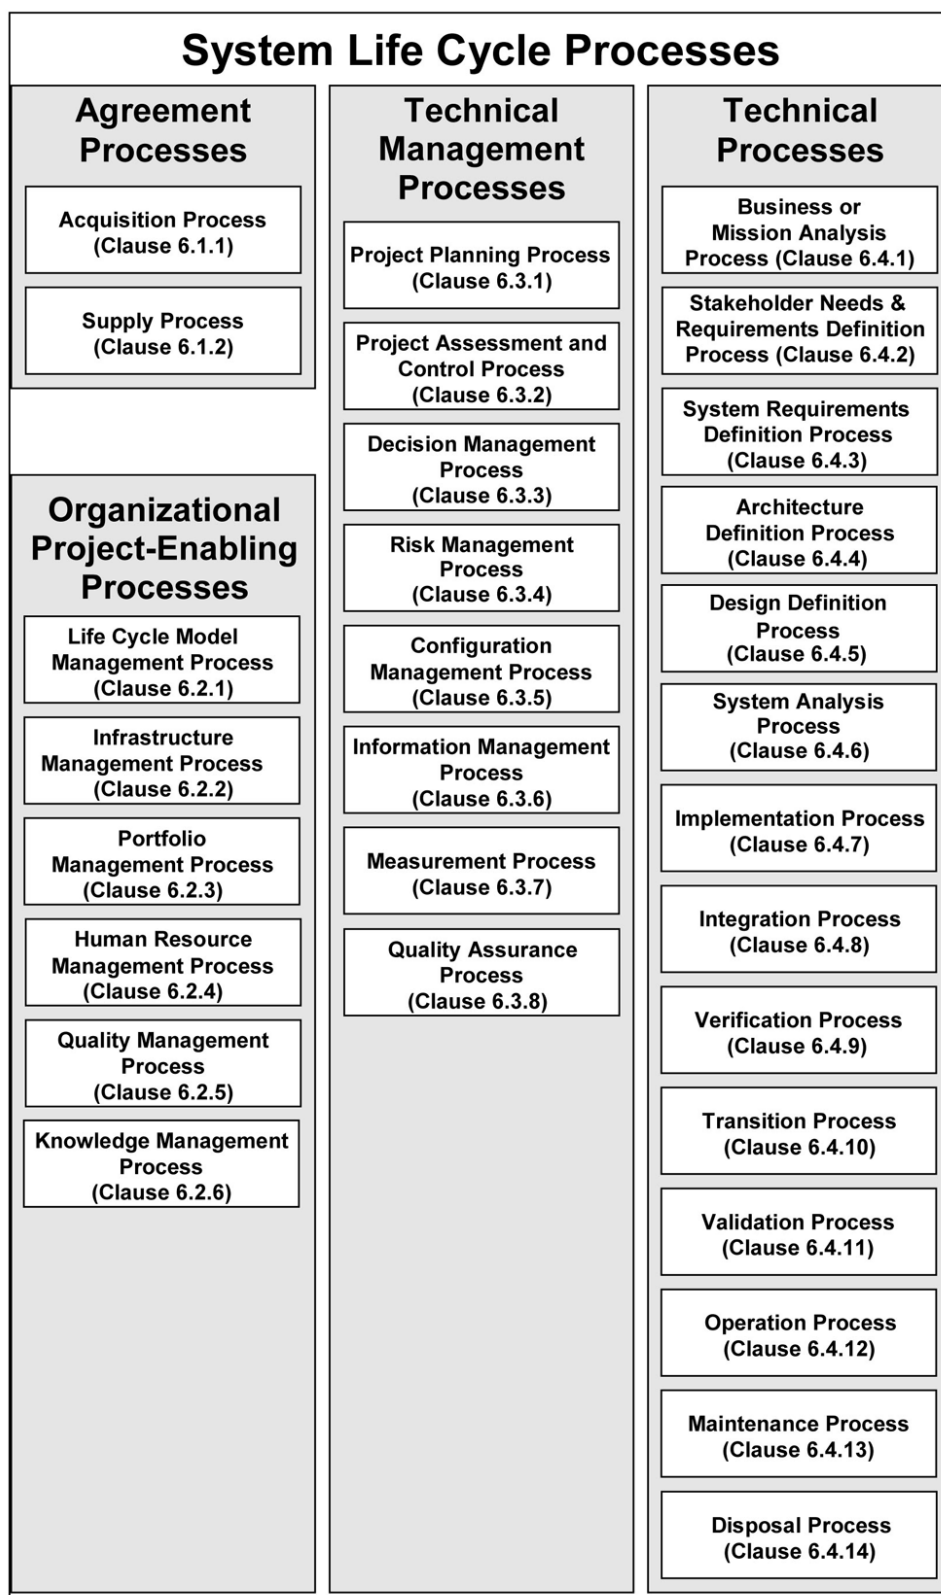 System Life Cycle Processes
Agreement
Processes
Acquisition Process
(Clause 6.1.1)
Supply Process
(Clause 6.1.2)
Organizational
Project-Enabling
Processes
Life Cycle Model
Management Process
(Clause 6.2.1)
Infrastructure
Management Process
(Clause 6.2.2)
Portfolio
Management Process
(Clause 6.2.3)
Human Resource
Management Process
(Clause 6.2.4)
Quality Management
Process
(Clause 6.2.5)
Knowledge Management
Process
(Clause 6.2.6)
Technical
Management
Processes
Project Planning Process
(Clause 6.3.1)
Project Assessment and
Control Process
(Clause 6.3.2)
Decision Management
Process
(Clause 6.3.3)
Risk Management
Process
(Clause 6.3.4)
Configuration
Management Process
(Clause 6.3.5)
Information Management
Process
(Clause 6.3.6)
Measurement Process
(Clause 6.3.7)
Quality Assurance
Process
(Clause 6.3.8)
Technical
Processes
Business or
Mission Analysis
Process (Clause 6.4.1)
Stakeholder Needs &
Requirements Definition
Process (Clause 6.4.2)
System Requirements
Definition Process
(Clause 6.4.3)
Architecture
Definition Process
(Clause 6.4.4)
Design Definition
Process
(Clause 6.4.5)
System Analysis
Process
(Clause 6.4.6)
Implementation Process
(Clause 6.4.7)
Integration Process
(Clause 6.4.8)
Verification Process
(Clause 6.4.9)
Transition Process
(Clause 6.4.10)
Validation Process
(Clause 6.4.11)
Operation Process
(Clause 6.4.12)
Maintenance Process
(Clause 6.4.13)
Disposal Process
(Clause 6.4.14)